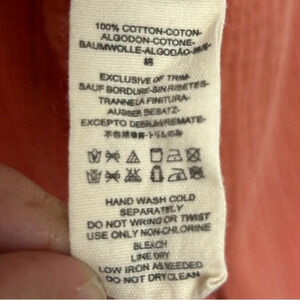 100% COTTON-COTON-
ALGODON-COTONE-
BAUMWOLLE-ALGODÃO-
綿
EXCLUSIVE OF TRIM-
SAUF BORDURE-SIN RIBETES-
TRANNE LA FINITURA-
AUSSER BESATZ-
EXCEPTO DEBRUM/REMATE-
HAND WASH COLD
SEPARATELY
DO NOT WRING OR TWIST
USE ONLY NON-CHLORINE
BLEACH
LINE DRY
LOW IRON AS NEEDED
DO NOT DRYCLEAN